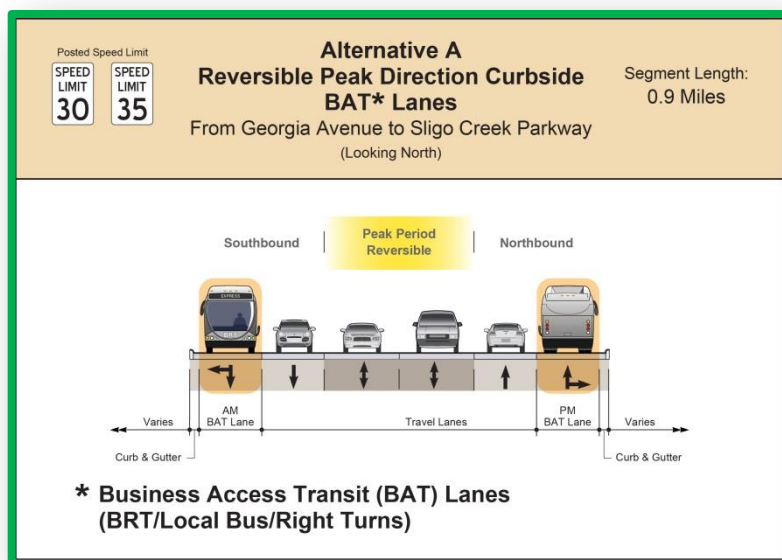 Posted Speed Limit
SPEED
LIMIT
30
SPEED
LIMIT
35
Alternative A
Reversible Peak Direction Curbside
BAT* Lanes
From Georgia Avenue to Sligo Creek Parkway
(Looking North)
Segment Length:
0.9 Miles
Southbound
Peak Period
Reversible
Northbound
EXPRESS
Varies
AM
BAT Lane
Travel Lanes
PM
BAT Lane
Varies
Curb & Gutter
Curb & Gutter
* Business Access Transit (BAT) Lanes
(BRT/Local Bus/Right Turns)